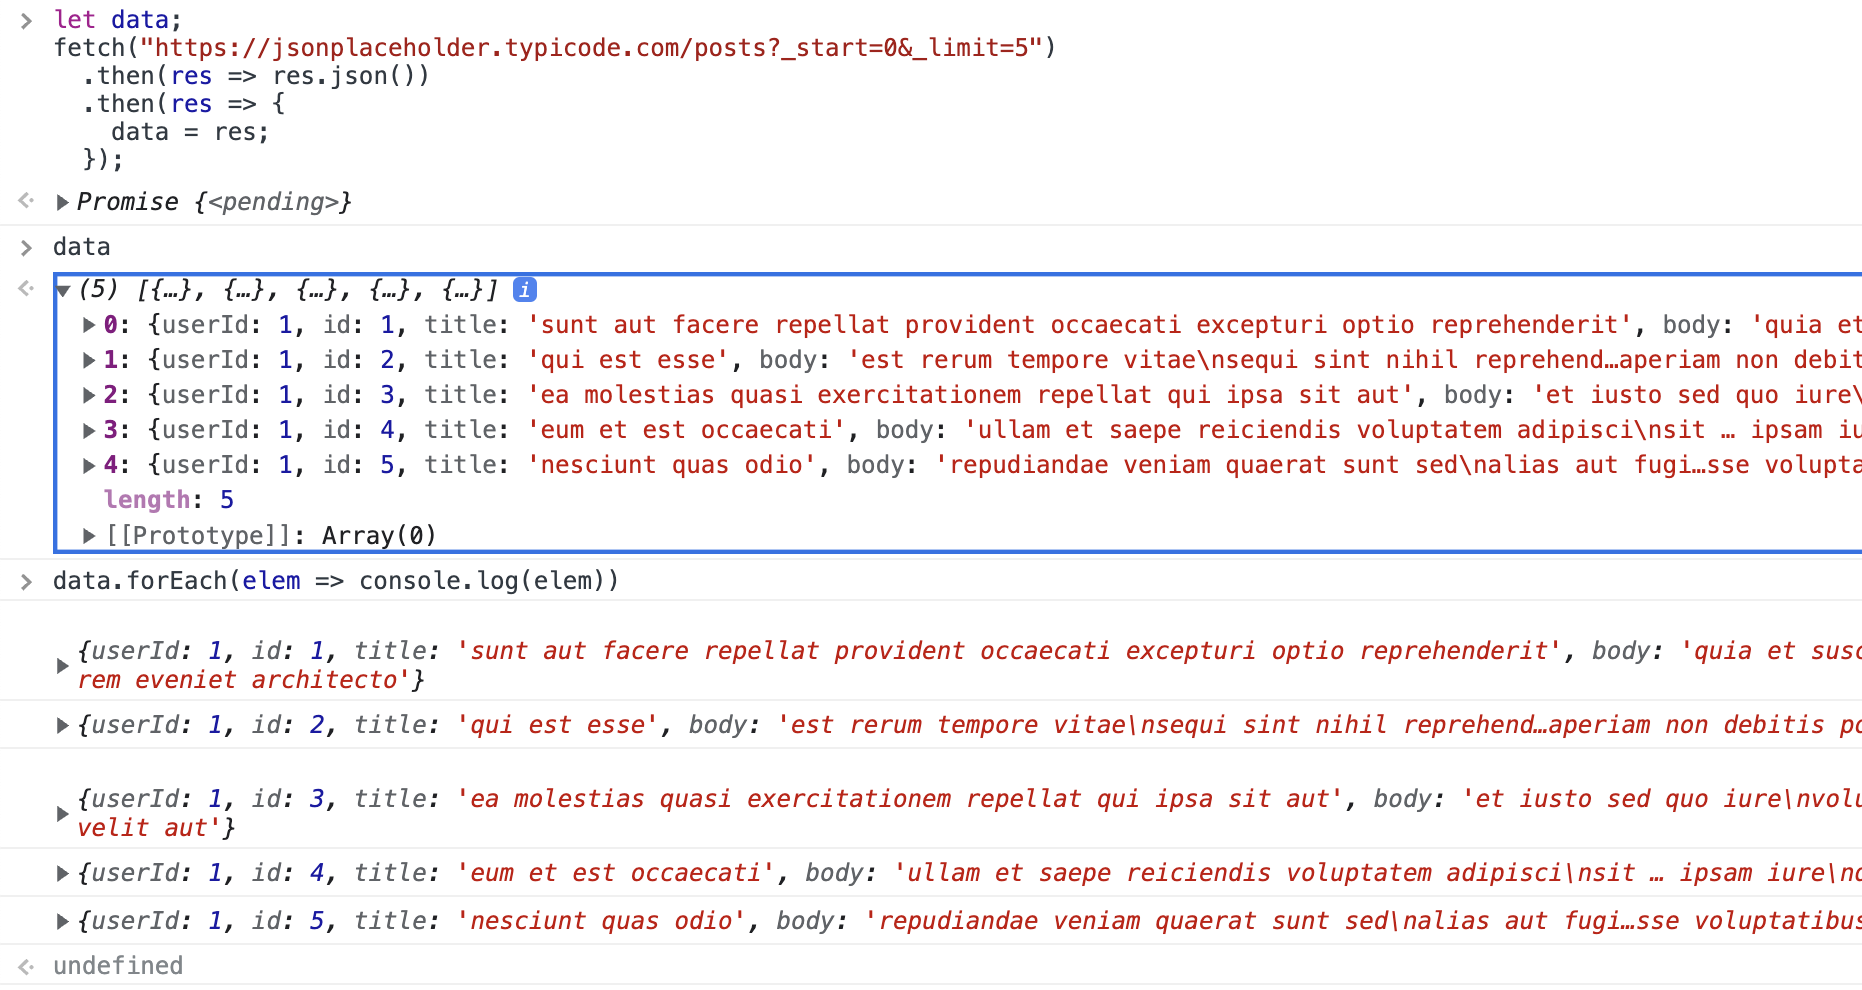 let data;
fetch("https://jsonplaceholder.typicode.com/posts?_start=0&_limit=5")
.then(res => res.json())
.then(res => {
data = res;
});
Promise {<pending>}
data
(5) [{…}, {…}, {…}, {…}, {…}] i
0: {userId: 1, id: 1, title: 'sunt aut facere repellat provident occaecati excepturi optio reprehenderit', body: 'quia et
1: {userId: 1, id: 2, title: 'qui est esse', body: 'est rerum tempore vitae\nsequi sint nihil reprehend…aperiam non debit
2: {userId: 1, id: 3, title: 'ea molestias quasi exercitationem repellat qui ipsa sit aut', body: 'et iusto sed quo iure\
3: {userId: 1, id: 4, title: 'eum et est occaecati', body: 'ullam et saepe reiciendis voluptatem adipisci\nsit … ipsam iu
4: {userId: 1, id: 5, title: 'nesciunt quas odio', body: 'repudiandae veniam quaerat sunt sed\nalias aut fugi…sse volupta
length: 5
[[Prototype]]: Array(0)
data.forEach(elem => console.log(elem))
{userId: 1, id: 1, title: 'sunt aut facere repellat provident occaecati excepturi optio reprehenderit', body: 'quia et susc
rem eveniet architecto'}
{userId: 1, id: 2, title: 'qui est esse', body: 'est rerum tempore vitae\nsequi sint nihil reprehend…aperiam non debitis po
{userId: 1, id: 3, title: 'ea molestias quasi exercitationem repellat qui ipsa sit aut', body: 'et iusto sed quo iure\nvolu
velit aut'}
{userId: 1, id: 4, title: 'eum et est occaecati', body: 'ullam et saepe reiciendis voluptatem adipisci\nsit … ipsam iure\no
{userId: 1, id: 5, title: 'nesciunt quas odio', body: 'repudiandae veniam quaerat sunt sed\nalias aut fugi…sse voluptatibus
undefined